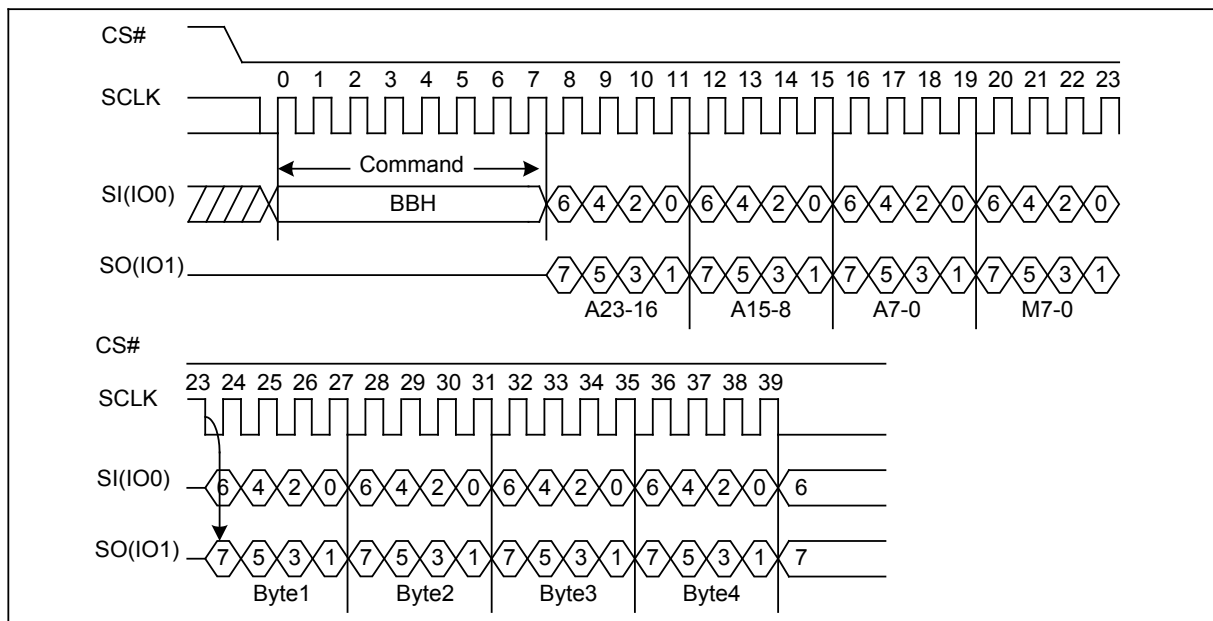 CS#
0 1 2 3 4 5 6 7 8 9 10 11 12 13 14 15 16 17 18 19 20 21 22 23
SCLK
Command
SI(IO0) BBH 6 4 2 0 6 4 2 0 6 4 2 0 6 4 2 0
SO(IO1) 7 5 3 1 7 5 3 1 7 5 3 1 7 5 3 1
A23-16 A15-8 A7-0 M7-0
CS#
23 24 25 26 27 28 29 30 31 32 33 34 35 36 37 38 39
SCLK
SI(IO0) 6 4 2 0 6 4 2 0 6 4 2 0 6 4 2 0 6
SO(IO1) 7 5 3 1 7 5 3 1 7 5 3 1 7 5 3 1 7
Byte1 Byte2 Byte3 Byte4